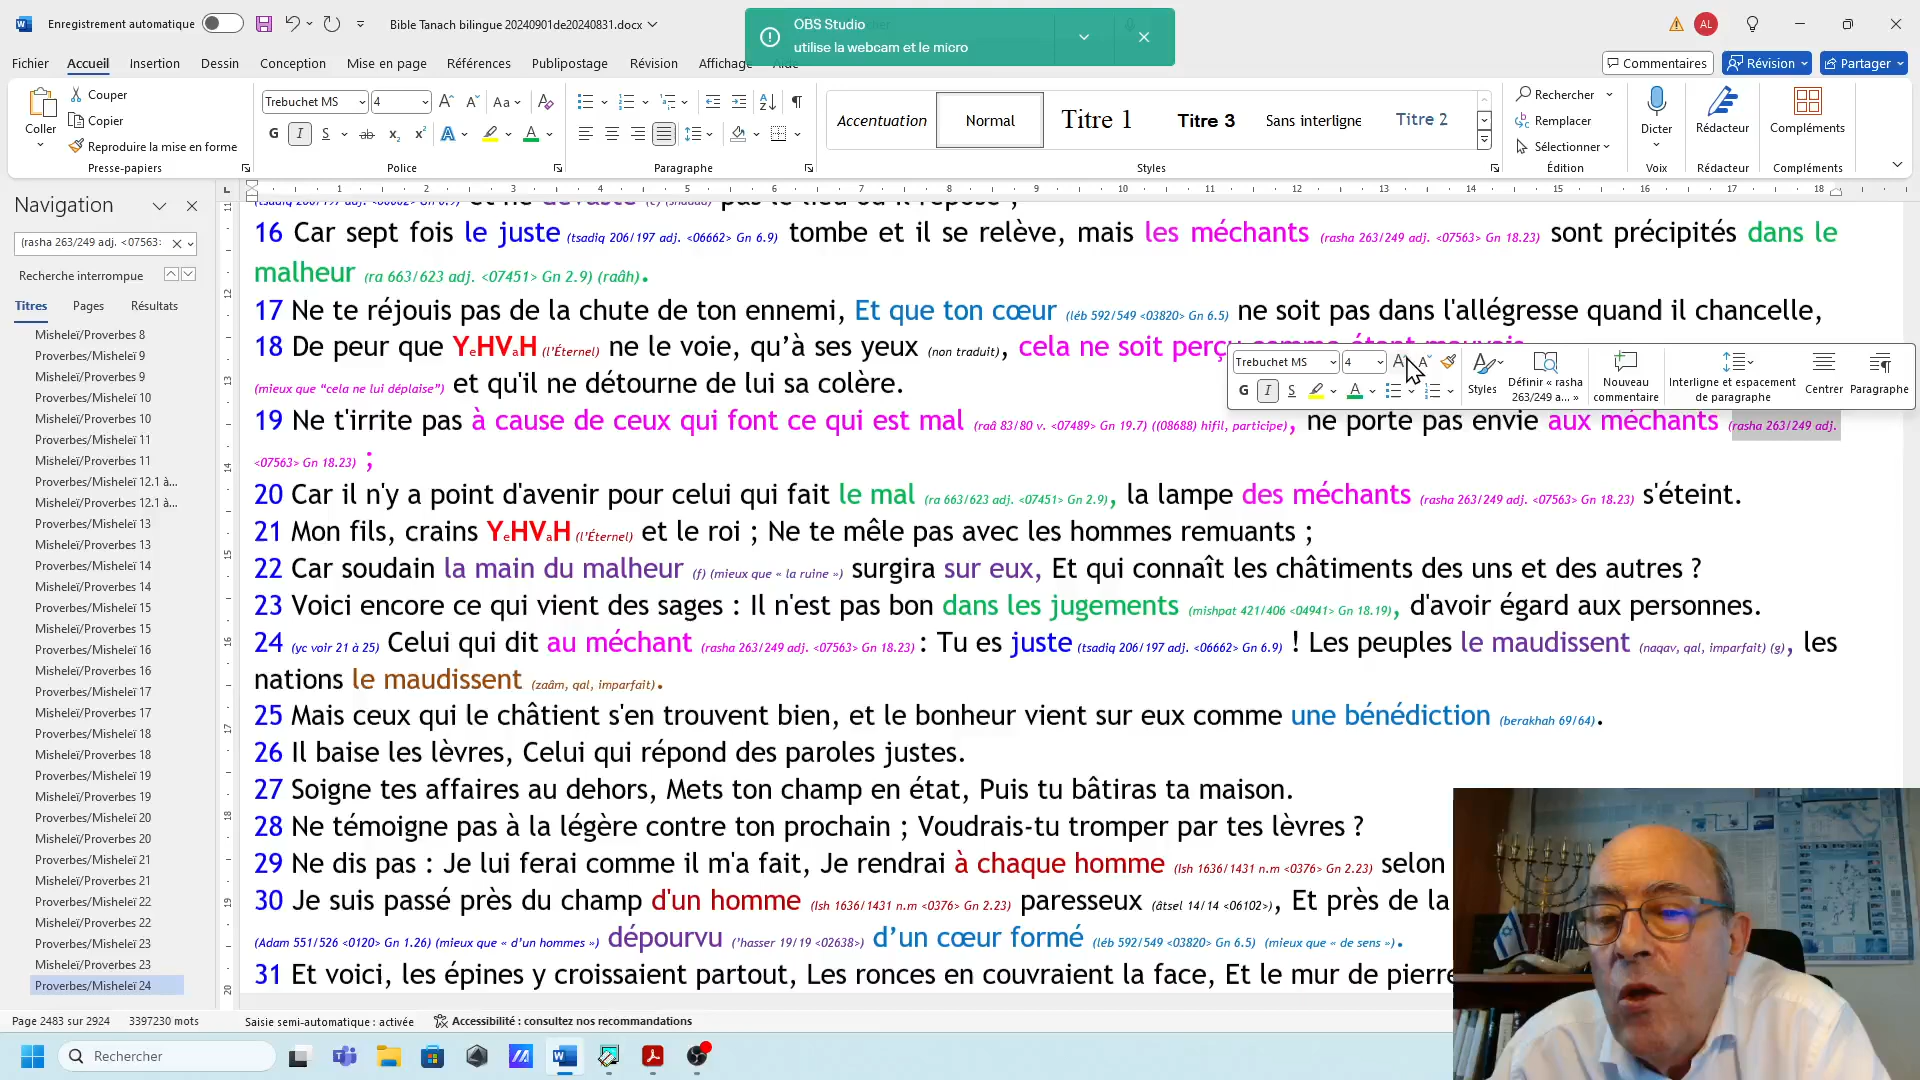 Enregistrement automatique
Bible Tanach bilingue 20240901de20240831.docx
OBS Studio
utilise la webcam et le micro
AL
Fichier Accueil Insertion Dessin Conception Mise en page Références Publipostage Révision Affichage Aide
Commentaires Révision Partager
Coller
Couper
Copier
Reproduire la mise en forme
Presse-papiers
Trebuchet MS 4
Police
Paragraphe
Accentuation Normal Titre 1 Titre 3 Sans interligne Titre 2
Styles
Rechercher
Remplacer
Sélectionner
Édition
Dicter
Voix
Rédacteur
Rédacteur
Compléments
Compléments
Navigation
(rasha 263/249 adj. <07563>
Recherche interrompue
Titres Pages Résultats
Misheleï/Proverbes 8
Proverbes/Misheleï 9
Misheleï/Proverbes 9
Proverbes/Misheleï 10
Misheleï/Proverbes 10
Proverbes/Misheleï 11
Misheleï/Proverbes 11
Proverbes/Misheleï 12.1 à...
Misheleï/Proverbes 12.1 à...
Proverbes/Misheleï 13
Misheleï/Proverbes 13
Proverbes/Misheleï 14
Misheleï/Proverbes 14
Proverbes/Misheleï 15
Misheleï/Proverbes 15
Proverbes/Misheleï 16
Misheleï/Proverbes 16
Proverbes/Misheleï 17
Misheleï/Proverbes 17
Proverbes/Misheleï 18
Misheleï/Proverbes 18
Proverbes/Misheleï 19
Misheleï/Proverbes 19
Proverbes/Misheleï 20
Misheleï/Proverbes 20
Proverbes/Misheleï 21
Misheleï/Proverbes 21
Proverbes/Misheleï 22
Misheleï/Proverbes 22
Proverbes/Misheleï 23
Misheleï/Proverbes 23
Proverbes/Misheleï 24
16 Car sept fois le juste (tsadiq 206/197 adj. <06662> Gn 6.9) tombe et il se relève, mais les méchants (rasha 263/249 adj. <07563> Gn 18.23) sont précipités dans le
malheur (ra 663/623 adj. <07451> Gn 2.9) (raâh).
17 Ne te réjouis pas de la chute de ton ennemi, Et que ton cœur (léb 592/549 <03820> Gn 6.5) ne soit pas dans l'allégresse quand il chancelle,
18 De peur que YeHVaH (l'Éternel) ne le voie, qu'à ses yeux (non traduit), cela ne soit perçu comme étant mauvais
(mieux que "cela ne lui déplaise") et qu'il ne détourne de lui sa colère.
Trebuchet MS 4
G I S
Styles
Définir « rasha 263/249 a... »
Nouveau commentaire
Interligne et espacement de paragraphe
Centrer
Paragraphe
19 Ne t'irrite pas à cause de ceux qui font ce qui est mal (raâ 83/80 v. <07489> Gn 19.7) ((08688) hifil, participe), ne porte pas envie aux méchants (rasha 263/249 adj.
<07563> Gn 18.23) ;
20 Car il n'y a point d'avenir pour celui qui fait le mal (ra 663/623 adj. <07451> Gn 2.9), la lampe des méchants (rasha 263/249 adj. <07563> Gn 18.23) s'éteint.
21 Mon fils, crains YeHVaH (l'Éternel) et le roi ; Ne te mêle pas avec les hommes remuants ;
22 Car soudain la main du malheur (f) (mieux que « la ruine ») surgira sur eux, Et qui connaît les châtiments des uns et des autres ?
23 Voici encore ce qui vient des sages : Il n'est pas bon dans les jugements (mishpat 421/406 <04941> Gn 18.19), d'avoir égard aux personnes.
24 (yc voir 21 à 25) Celui qui dit au méchant (rasha 263/249 adj. <07563> Gn 18.23) : Tu es juste (tsadiq 206/197 adj. <06662> Gn 6.9) ! Les peuples le maudissent (naqav, qal, imparfait) (g), les
nations le maudissent (zaâm, qal, imparfait).
25 Mais ceux qui le châtient s'en trouvent bien, et le bonheur vient sur eux comme une bénédiction (berakhah 69/64).
26 Il baise les lèvres, Celui qui répond des paroles justes.
27 Soigne tes affaires au dehors, Mets ton champ en état, Puis tu bâtiras ta maison.
28 Ne témoigne pas à la légère contre ton prochain ; Voudrais-tu tromper par tes lèvres ?
29 Ne dis pas : Je lui ferai comme il m'a fait, Je rendrai à chaque homme (Ish 1636/1431 n.m <0376> Gn 2.23) selon
30 Je suis passé près du champ d'un homme (Ish 1636/1431 n.m <0376> Gn 2.23) paresseux (âtsel 14/14 <06102>), Et près de la
(Adam 551/526 <0120> Gn 1.26) (mieux que « d'un hommes ») dépourvu ('hasser 19/19 <02638>) d'un cœur formé (léb 592/549 <03820> Gn 6.5) (mieux que « de sens »).
31 Et voici, les épines y croissaient partout, Les ronces en couvraient la face, Et le mur de pierre
Page 2483 sur 2924 3397230 mots Saisie semi-automatique : activée Accessibilité : consultez nos recommandations
Rechercher